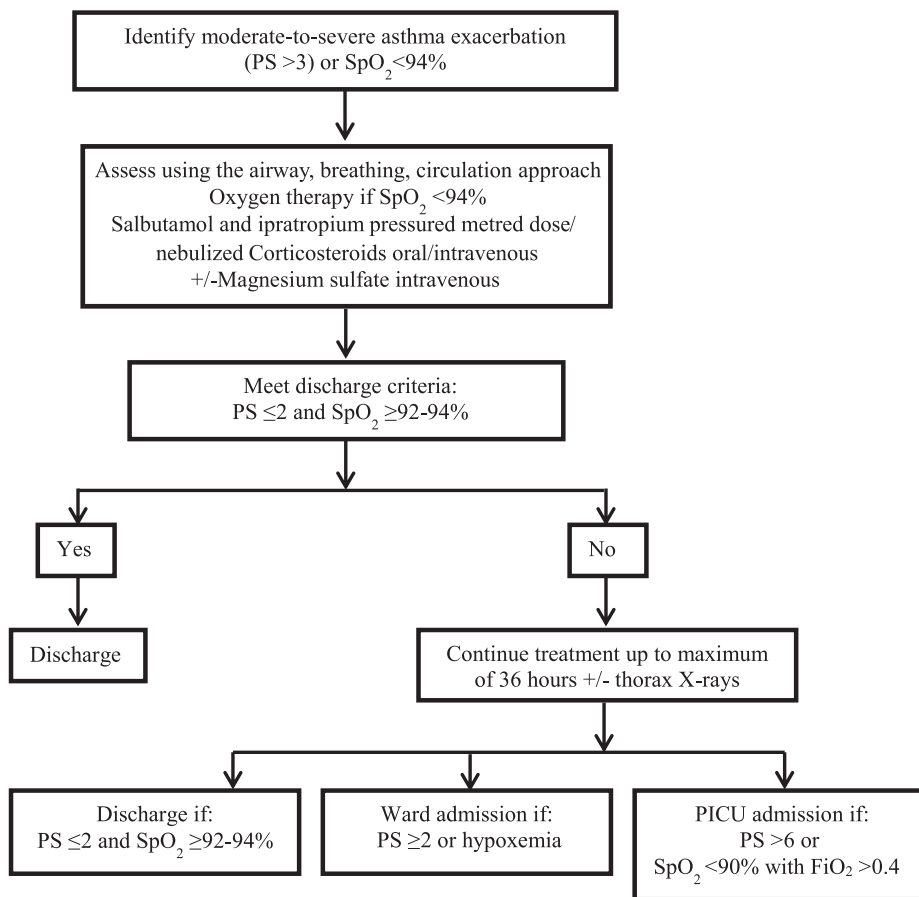 Identify moderate-to-severe asthma exacerbation
(PS >3) or SpO₂<94%
Assess using the airway, breathing, circulation approach
Oxygen therapy if SpO₂ <94%
Salbutamol and ipratropium pressured metred dose/
nebulized Corticosteroids oral/intravenous
+/-Magnesium sulfate intravenous
Meet discharge criteria:
PS ≤2 and SpO₂ ≥92-94%
Yes
No
Discharge
Continue treatment up to maximum
of 36 hours +/- thorax X-rays
Discharge if:
PS ≤2 and SpO₂ ≥92-94%
Ward admission if:
PS ≥2 or hypoxemia
PICU admission if:
PS >6 or
SpO₂ <90% with FiO₂ >0.4